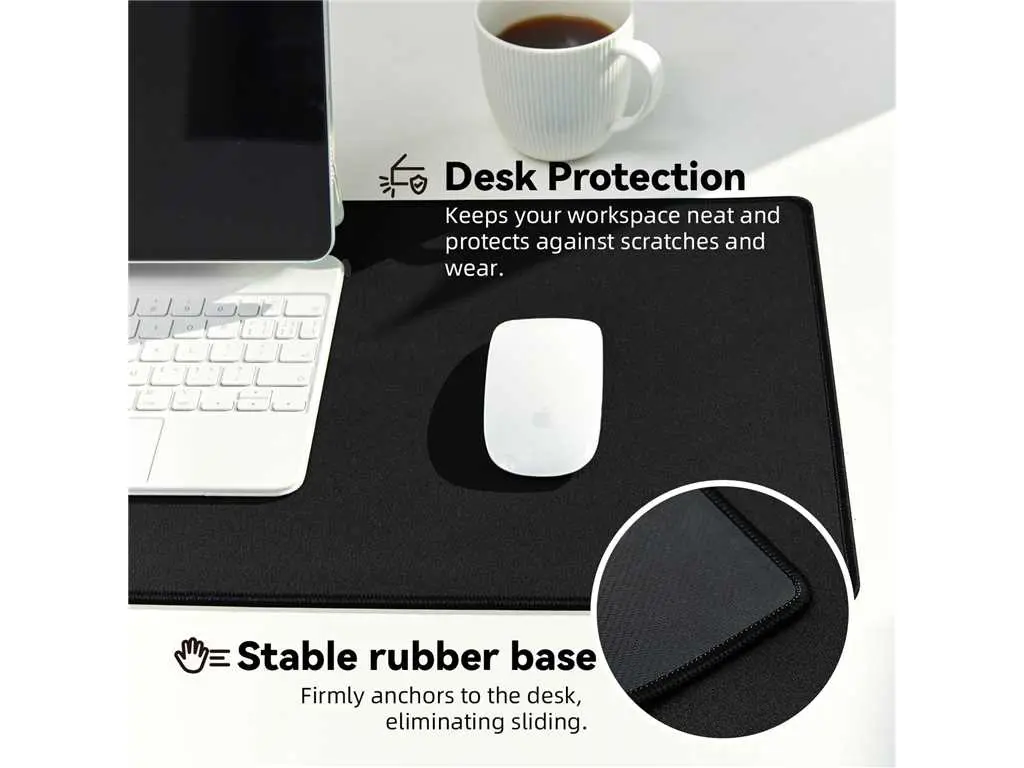 Desk Protection
Keeps your workspace neat and
protects against scratches and
wear.
Stable rubber base
Firmly anchors to the desk,
eliminating sliding.